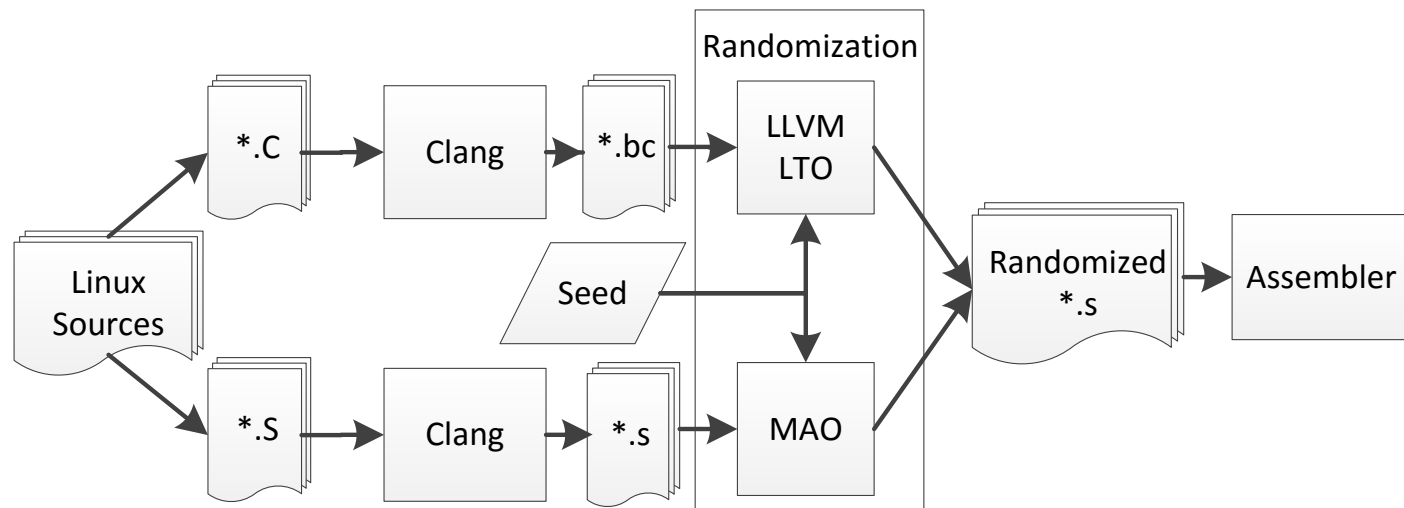 Randomization
*.C
Clang
*.bc
LLVM
LTO
Linux
Sources
Seed
Randomized
*.s
Assembler
*.S
Clang
*.s
MAO